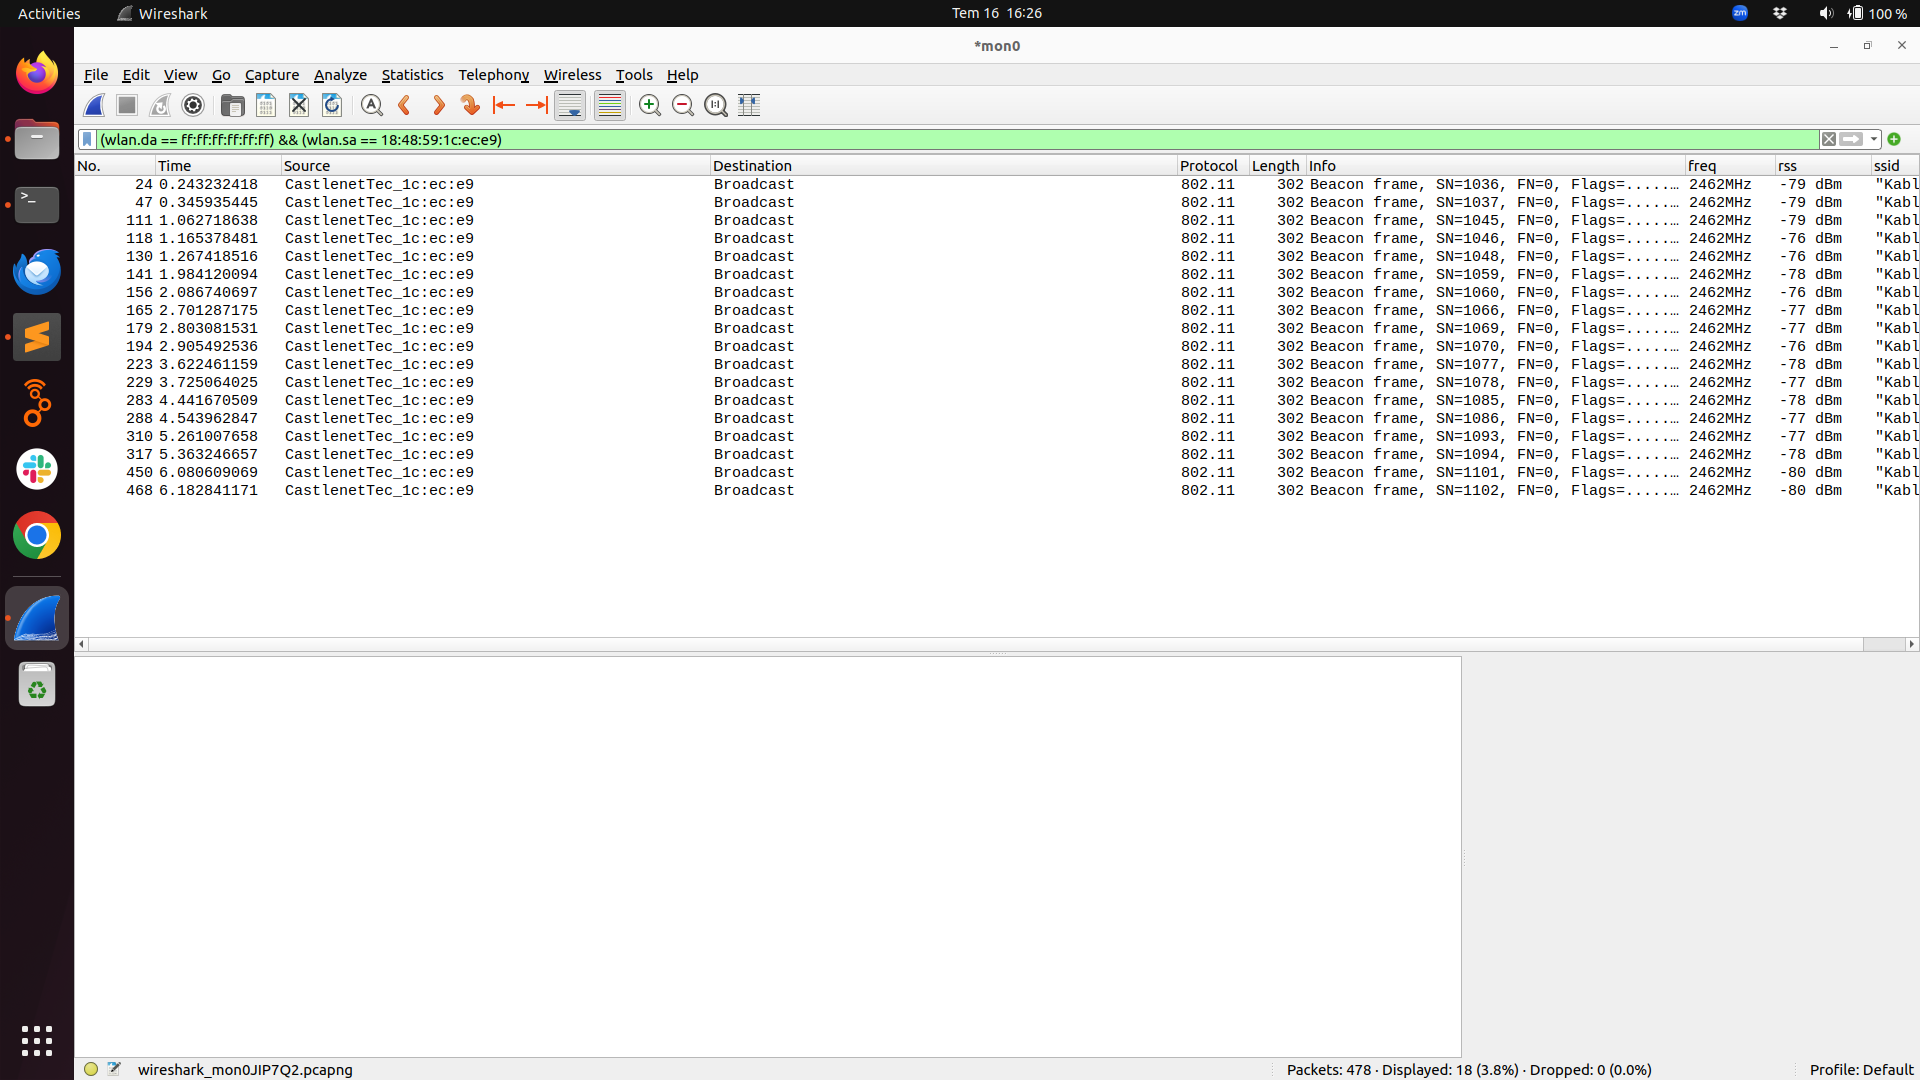 Activities Wireshark Tem 16 16:26 zm 100 %
*mon0
File Edit View Go Capture Analyze Statistics Telephony Wireless Tools Help
(wlan.da == ff:ff:ff:ff:ff:ff) && (wlan.sa == 18:48:59:1c:ec:e9)
No. Time Source Destination Protocol Length Info freq rss ssid
24 0.243232418 CastlenetTec_1c:ec:e9 Broadcast 802.11 302 Beacon frame, SN=1036, FN=0, Flags=.....… 2462MHz -79 dBm "Kabl
47 0.345935445 CastlenetTec_1c:ec:e9 Broadcast 802.11 302 Beacon frame, SN=1037, FN=0, Flags=.....… 2462MHz -79 dBm "Kabl
111 1.062718638 CastlenetTec_1c:ec:e9 Broadcast 802.11 302 Beacon frame, SN=1045, FN=0, Flags=.....… 2462MHz -79 dBm "Kabl
118 1.165378481 CastlenetTec_1c:ec:e9 Broadcast 802.11 302 Beacon frame, SN=1046, FN=0, Flags=.....… 2462MHz -76 dBm "Kabl
130 1.267418516 CastlenetTec_1c:ec:e9 Broadcast 802.11 302 Beacon frame, SN=1048, FN=0, Flags=.....… 2462MHz -76 dBm "Kabl
141 1.984120094 CastlenetTec_1c:ec:e9 Broadcast 802.11 302 Beacon frame, SN=1059, FN=0, Flags=.....… 2462MHz -78 dBm "Kabl
156 2.086740697 CastlenetTec_1c:ec:e9 Broadcast 802.11 302 Beacon frame, SN=1060, FN=0, Flags=.....… 2462MHz -76 dBm "Kabl
165 2.701287175 CastlenetTec_1c:ec:e9 Broadcast 802.11 302 Beacon frame, SN=1066, FN=0, Flags=.....… 2462MHz -77 dBm "Kabl
179 2.803081531 CastlenetTec_1c:ec:e9 Broadcast 802.11 302 Beacon frame, SN=1069, FN=0, Flags=.....… 2462MHz -77 dBm "Kabl
194 2.905492536 CastlenetTec_1c:ec:e9 Broadcast 802.11 302 Beacon frame, SN=1070, FN=0, Flags=.....… 2462MHz -76 dBm "Kabl
223 3.622461159 CastlenetTec_1c:ec:e9 Broadcast 802.11 302 Beacon frame, SN=1077, FN=0, Flags=.....… 2462MHz -78 dBm "Kabl
229 3.725064025 CastlenetTec_1c:ec:e9 Broadcast 802.11 302 Beacon frame, SN=1078, FN=0, Flags=.....… 2462MHz -77 dBm "Kabl
283 4.441670509 CastlenetTec_1c:ec:e9 Broadcast 802.11 302 Beacon frame, SN=1085, FN=0, Flags=.....… 2462MHz -78 dBm "Kabl
288 4.543962847 CastlenetTec_1c:ec:e9 Broadcast 802.11 302 Beacon frame, SN=1086, FN=0, Flags=.....… 2462MHz -77 dBm "Kabl
310 5.261007658 CastlenetTec_1c:ec:e9 Broadcast 802.11 302 Beacon frame, SN=1093, FN=0, Flags=.....… 2462MHz -77 dBm "Kabl
317 5.363246657 CastlenetTec_1c:ec:e9 Broadcast 802.11 302 Beacon frame, SN=1094, FN=0, Flags=.....… 2462MHz -78 dBm "Kabl
450 6.080609069 CastlenetTec_1c:ec:e9 Broadcast 802.11 302 Beacon frame, SN=1101, FN=0, Flags=.....… 2462MHz -80 dBm "Kabl
468 6.182841171 CastlenetTec_1c:ec:e9 Broadcast 802.11 302 Beacon frame, SN=1102, FN=0, Flags=.....… 2462MHz -80 dBm "Kabl
wireshark_mon0JIP7Q2.pcapng Packets: 478 · Displayed: 18 (3.8%) · Dropped: 0 (0.0%) Profile: Default